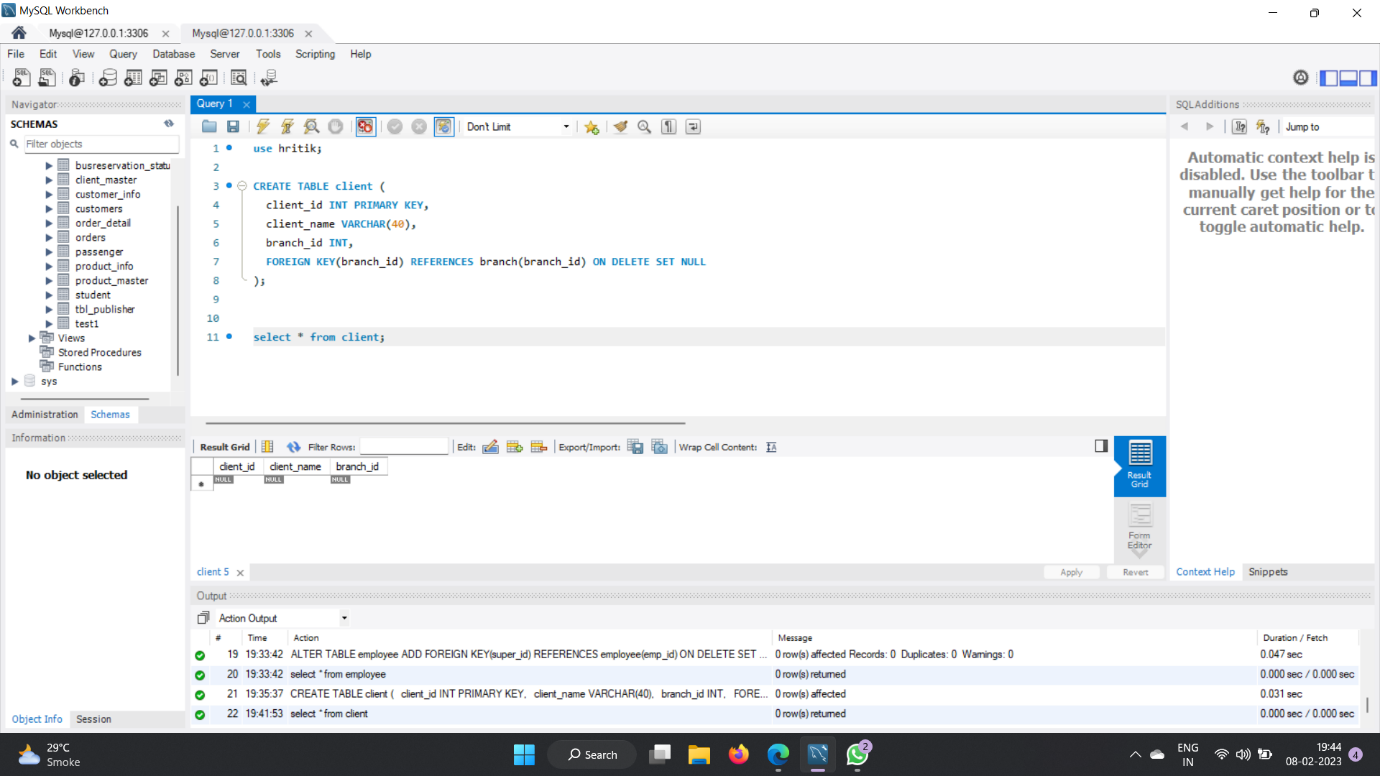 MySQL Workbench
Mysql@127.0.0.1:3306 Mysql@127.0.0.1:3306
File Edit View Query Database Server Tools Scripting Help
Navigator
SCHEMAS
Filter objects
busreservation_statu
client_master
customer_info
customers
order_detail
orders
passenger
product_info
product_master
student
tbl_publisher
test1
Views
Stored Procedures
Functions
sys
Administration Schemas
Information
No object selected
Object Info Session
Query 1
Don't Limit
1 use hritik;
2
3 CREATE TABLE client (
4 client_id INT PRIMARY KEY,
5 client_name VARCHAR(40),
6 branch_id INT,
7 FOREIGN KEY(branch_id) REFERENCES branch(branch_id) ON DELETE SET NULL
8 );
9
10
11 select * from client;
Result Grid Filter Rows: Edit: Export/Import: Wrap Cell Content:
client_id client_name branch_id
NULL NULL NULL
Result
Grid
Form
Editor
client 5 Apply Revert
Output
Action Output
# Time Action Message Duration / Fetch
19 19:33:42 ALTER TABLE employee ADD FOREIGN KEY(super_id) REFERENCES employee(emp_id) ON DELETE SET ... 0 row(s) affected Records: 0 Duplicates: 0 Warnings: 0 0.047 sec
20 19:33:42 select * from employee 0 row(s) returned 0.000 sec / 0.000 sec
21 19:35:37 CREATE TABLE client ( client_id INT PRIMARY KEY, client_name VARCHAR(40), branch_id INT, FORE... 0 row(s) affected 0.031 sec
22 19:41:53 select * from client 0 row(s) returned 0.000 sec / 0.000 sec
SQLAdditions
Jump to
Automatic context help is
disabled. Use the toolbar t
manually get help for the
current caret position or to
toggle automatic help.
Context Help Snippets
29°C
Smoke
Search
2
ENG
IN
19:44
08-02-2023
4